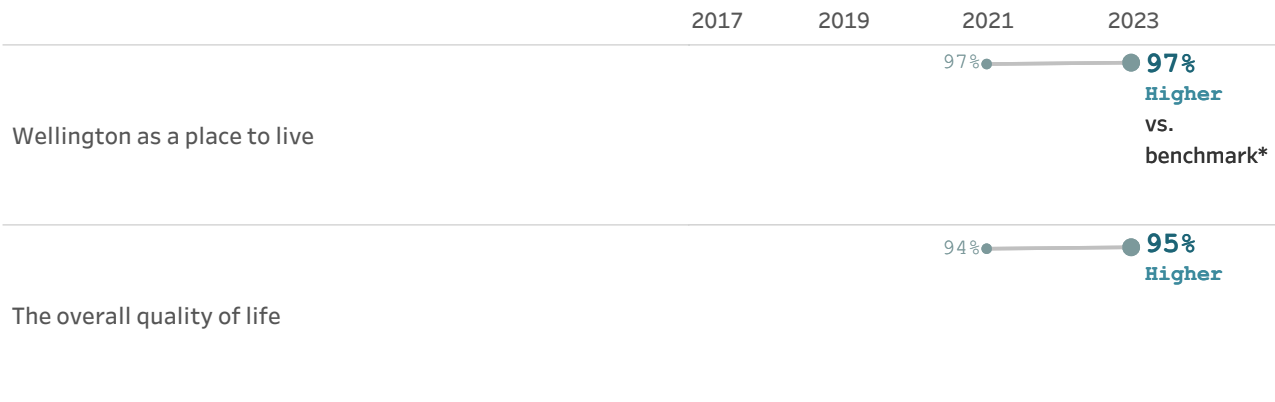 2017 2019 2021 2023
97% 97%
Higher
vs.
Wellington as a place to live
benchmark*
94% 95%
Higher
The overall quality of life